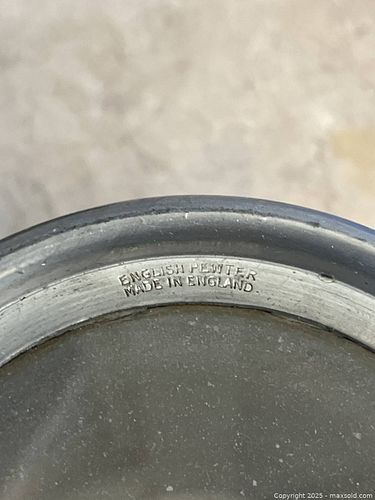 ENGLISH PEWTER
MADE IN ENGLAND
Copyright 2025 - maxsold.com